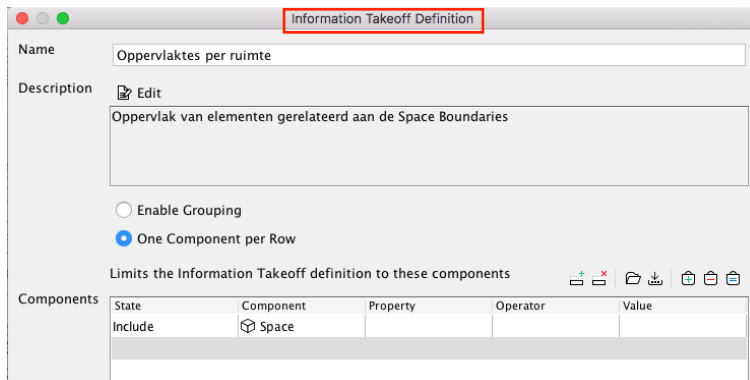 Information Takeoff Definition
Name Oppervlaktes per ruimte
Description Edit
Oppervlak van elementen gerelateerd aan de Space Boundaries
Enable Grouping
One Component per Row
Limits the Information Takeoff definition to these components
Components
State Component Property Operator Value
Include Space